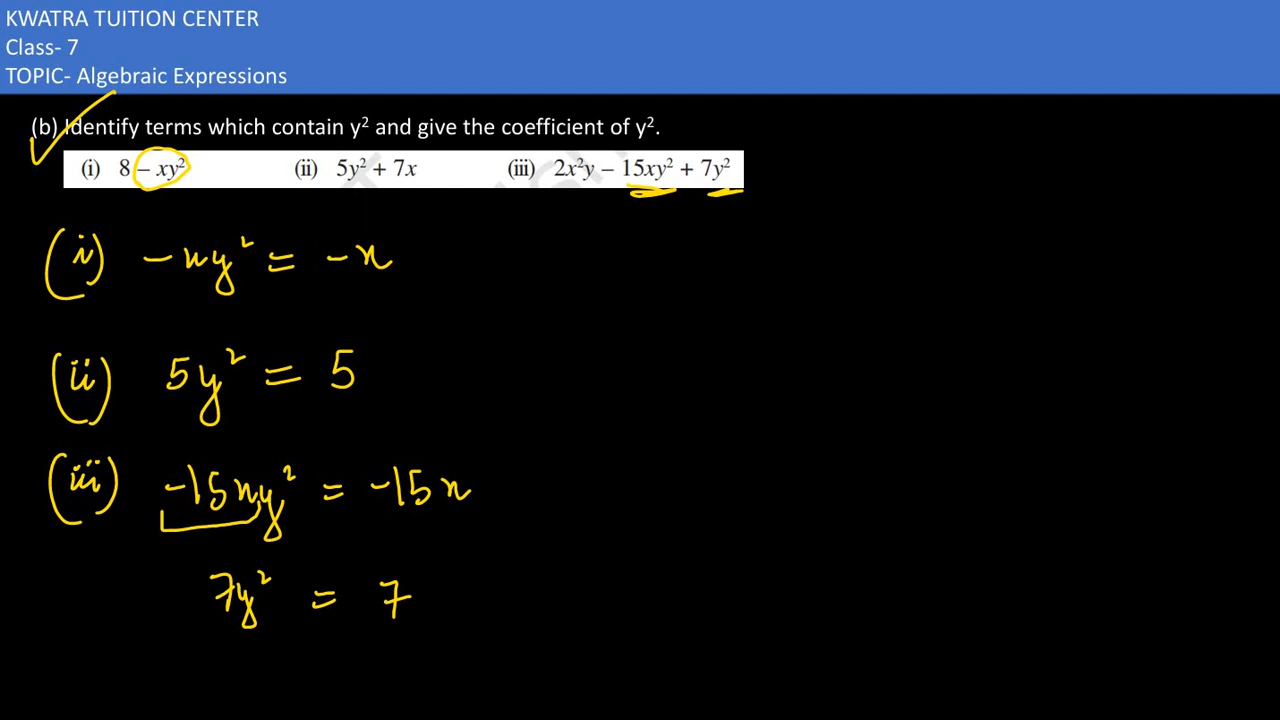 KWATRA TUITION CENTER
Class- 7
TOPIC- Algebraic Expressions
(b) Identify terms which contain y² and give the coefficient of y².
(i) 8 – xy² (ii) 5y² + 7x (iii) 2x²y – 15xy² + 7y²
(i) -xy² = -x
(ii) 5y² = 5
(iii) -15xy² = -15x
7y² = 7